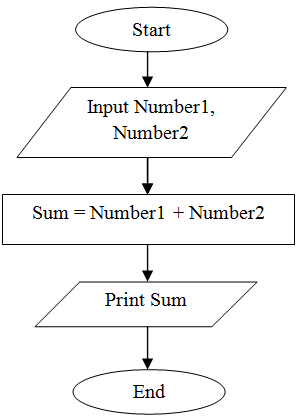 Start
Input Number1,
Number2
Sum = Number1 + Number2
Print Sum
End